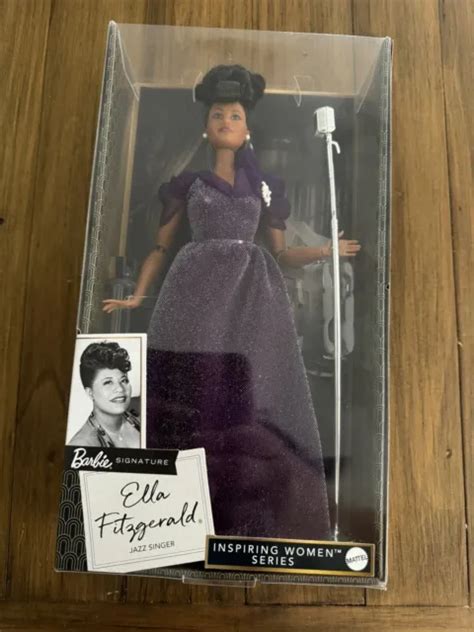 Barbie SIGNATURE
Ella
Fitzgerald®
JAZZ SINGER
INSPIRING WOMEN™
SERIES
MATTEL